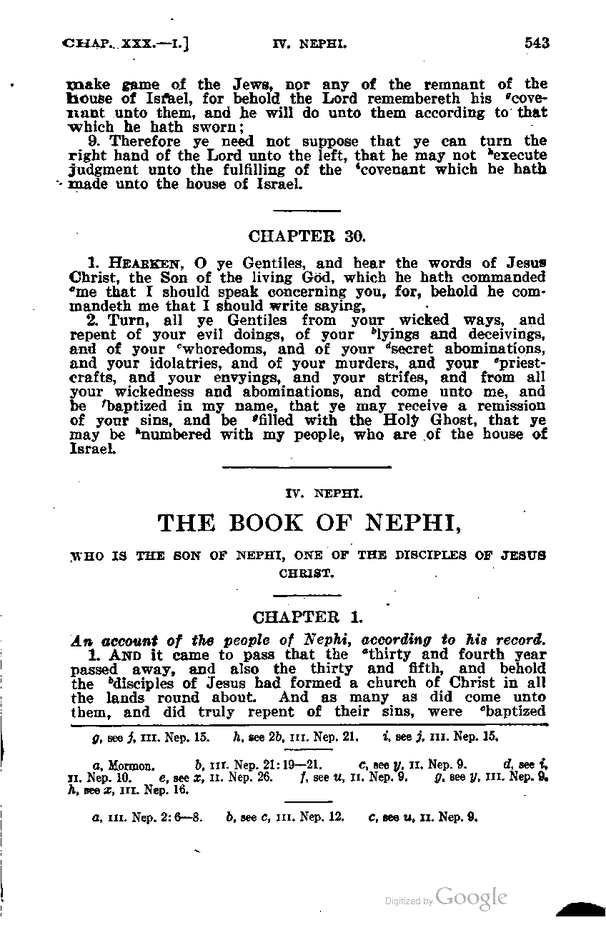 CHAP. XXX.—I.] IV. NEPHI. 543
make game of the Jews, nor any of the remnant of the
house of Israel, for behold the Lord remembereth his ᵍcove-
nant unto them, and he will do unto them according to that
which he hath sworn;
9. Therefore ye need not suppose that ye can turn the
right hand of the Lord unto the left, that he may not ʰexecute
judgment unto the fulfilling of the ⁱcovenant which he hath
made unto the house of Israel.
CHAPTER 30.
1. HEARKEN, O ye Gentiles, and hear the words of Jesus
Christ, the Son of the living God, which he hath commanded
ᵃme that I should speak concerning you, for, behold he com-
mandeth me that I should write saying,
2. Turn, all ye Gentiles from your wicked ways, and
repent of your evil doings, of your ᵇlyings and deceivings,
and of your ᶜwhoredoms, and of your ᵈsecret abominations,
and your idolatries, and of your murders, and your ᵉpriest-
crafts, and your envyings, and your strifes, and from all
your wickedness and abominations, and come unto me, and
be ᶠbaptized in my name, that ye may receive a remission
of your sins, and be ᵍfilled with the Holy Ghost, that ye
may be ʰnumbered with my people, who are of the house of
Israel.
IV. NEPHI.
THE BOOK OF NEPHI,
WHO IS THE SON OF NEPHI, ONE OF THE DISCIPLES OF JESUS
CHRIST.
CHAPTER 1.
An account of the people of Nephi, according to his record.
1. AND it came to pass that the ᵃthirty and fourth year
passed away, and also the thirty and fifth, and behold
the ᵇdisciples of Jesus had formed a church of Christ in all
the lands round about. And as many as did come unto
them, and did truly repent of their sins, were ᶜbaptized
g, see j, III. Nep. 15. h, see 2b, III. Nep. 21. i, see j, III. Nep. 15.
a, Mormon. b, III. Nep. 21:19—21. c, see y, II. Nep. 9. d, see i,
II. Nep. 10. e, see x, II. Nep. 26. f, see u, II. Nep. 9. g, see y, III. Nep. 9.
h, see x, III. Nep. 16.
a, III. Nep. 2:6—8. b, see c, III. Nep. 12. c, see u, II. Nep. 9.
Digitized by Google